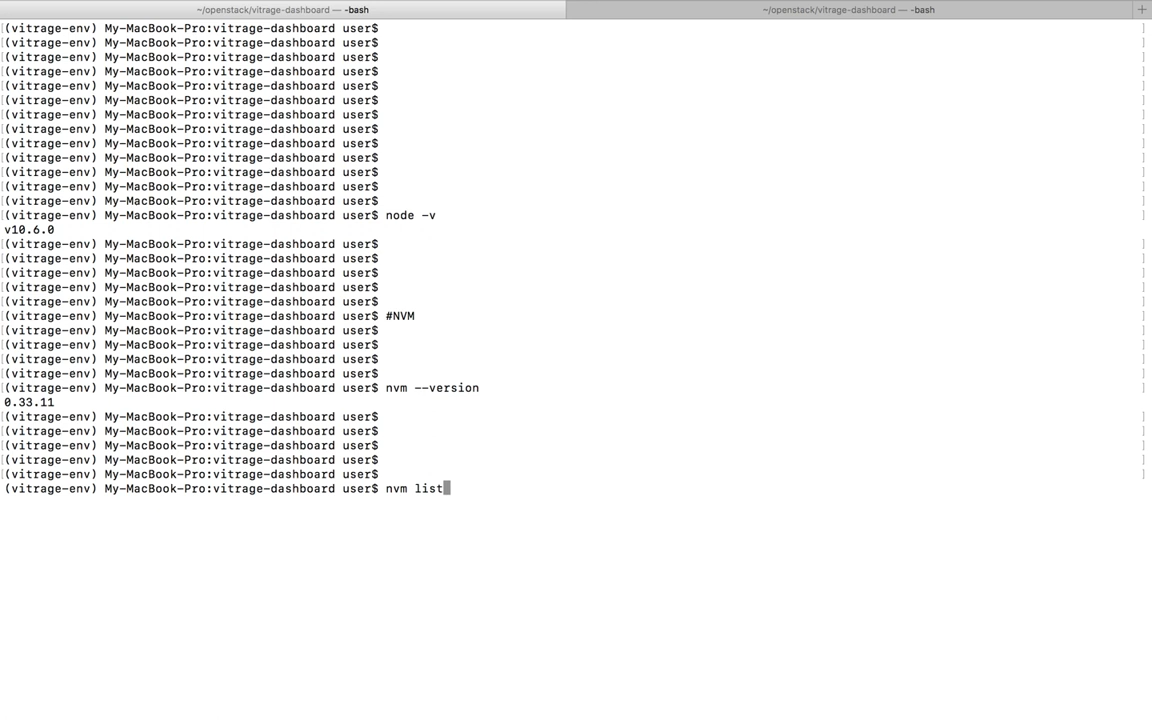 ~/openstack/vitrage-dashboard — -bash
~/openstack/vitrage-dashboard — -bash +
[(vitrage-env) My-MacBook-Pro:vitrage-dashboard user$ ]
[(vitrage-env) My-MacBook-Pro:vitrage-dashboard user$ ]
[(vitrage-env) My-MacBook-Pro:vitrage-dashboard user$ ]
[(vitrage-env) My-MacBook-Pro:vitrage-dashboard user$ ]
[(vitrage-env) My-MacBook-Pro:vitrage-dashboard user$ ]
[(vitrage-env) My-MacBook-Pro:vitrage-dashboard user$ ]
[(vitrage-env) My-MacBook-Pro:vitrage-dashboard user$ ]
[(vitrage-env) My-MacBook-Pro:vitrage-dashboard user$ ]
[(vitrage-env) My-MacBook-Pro:vitrage-dashboard user$ ]
[(vitrage-env) My-MacBook-Pro:vitrage-dashboard user$ ]
[(vitrage-env) My-MacBook-Pro:vitrage-dashboard user$ ]
[(vitrage-env) My-MacBook-Pro:vitrage-dashboard user$ ]
[(vitrage-env) My-MacBook-Pro:vitrage-dashboard user$ ]
[(vitrage-env) My-MacBook-Pro:vitrage-dashboard user$ node -v ]
v10.6.0
[(vitrage-env) My-MacBook-Pro:vitrage-dashboard user$ ]
[(vitrage-env) My-MacBook-Pro:vitrage-dashboard user$ ]
[(vitrage-env) My-MacBook-Pro:vitrage-dashboard user$ ]
[(vitrage-env) My-MacBook-Pro:vitrage-dashboard user$ ]
[(vitrage-env) My-MacBook-Pro:vitrage-dashboard user$ ]
[(vitrage-env) My-MacBook-Pro:vitrage-dashboard user$ #NVM ]
[(vitrage-env) My-MacBook-Pro:vitrage-dashboard user$ ]
[(vitrage-env) My-MacBook-Pro:vitrage-dashboard user$ ]
[(vitrage-env) My-MacBook-Pro:vitrage-dashboard user$ ]
[(vitrage-env) My-MacBook-Pro:vitrage-dashboard user$ ]
[(vitrage-env) My-MacBook-Pro:vitrage-dashboard user$ nvm --version ]
0.33.11
[(vitrage-env) My-MacBook-Pro:vitrage-dashboard user$ ]
[(vitrage-env) My-MacBook-Pro:vitrage-dashboard user$ ]
[(vitrage-env) My-MacBook-Pro:vitrage-dashboard user$ ]
[(vitrage-env) My-MacBook-Pro:vitrage-dashboard user$ ]
[(vitrage-env) My-MacBook-Pro:vitrage-dashboard user$ ]
(vitrage-env) My-MacBook-Pro:vitrage-dashboard user$ nvm list